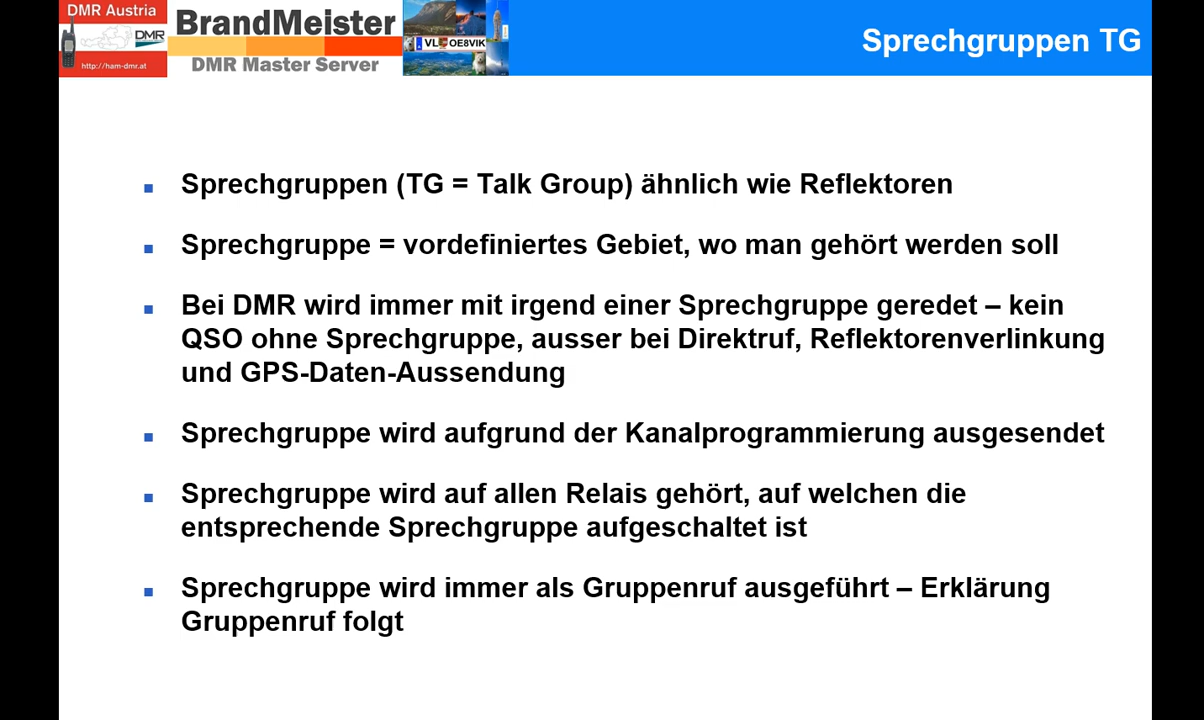 DMR Austria
DMR
http://ham-dmr.at
BrandMeister
DMR Master Server
VL OE8VIK
Sprechgruppen TG
Sprechgruppen (TG = Talk Group) ähnlich wie Reflektoren
Sprechgruppe = vordefiniertes Gebiet, wo man gehört werden soll
Bei DMR wird immer mit irgend einer Sprechgruppe geredet – kein
QSO ohne Sprechgruppe, ausser bei Direktruf, Reflektorenverlinkung
und GPS-Daten-Aussendung
Sprechgruppe wird aufgrund der Kanalprogrammierung ausgesendet
Sprechgruppe wird auf allen Relais gehört, auf welchen die
entsprechende Sprechgruppe aufgeschaltet ist
Sprechgruppe wird immer als Gruppenruf ausgeführt – Erklärung
Gruppenruf folgt